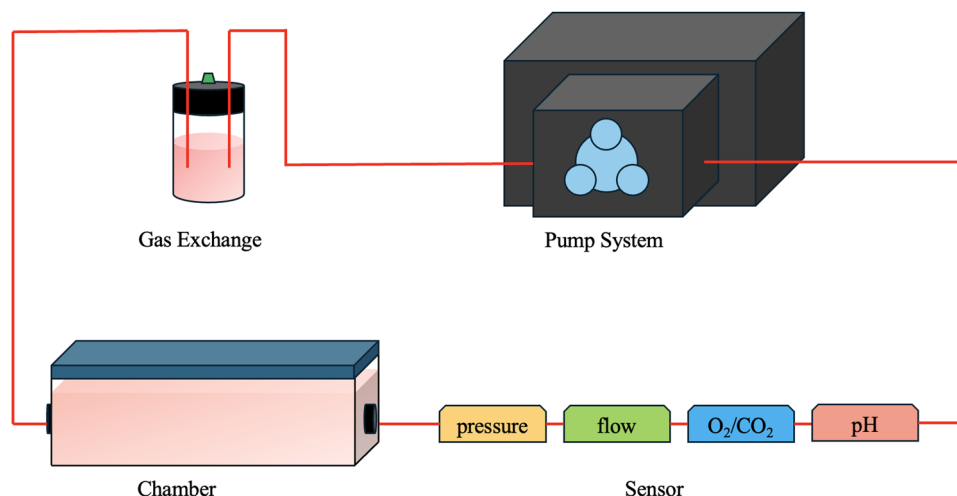 Gas Exchange
Pump System
pressure
flow
O₂/CO₂
pH
Chamber
Sensor